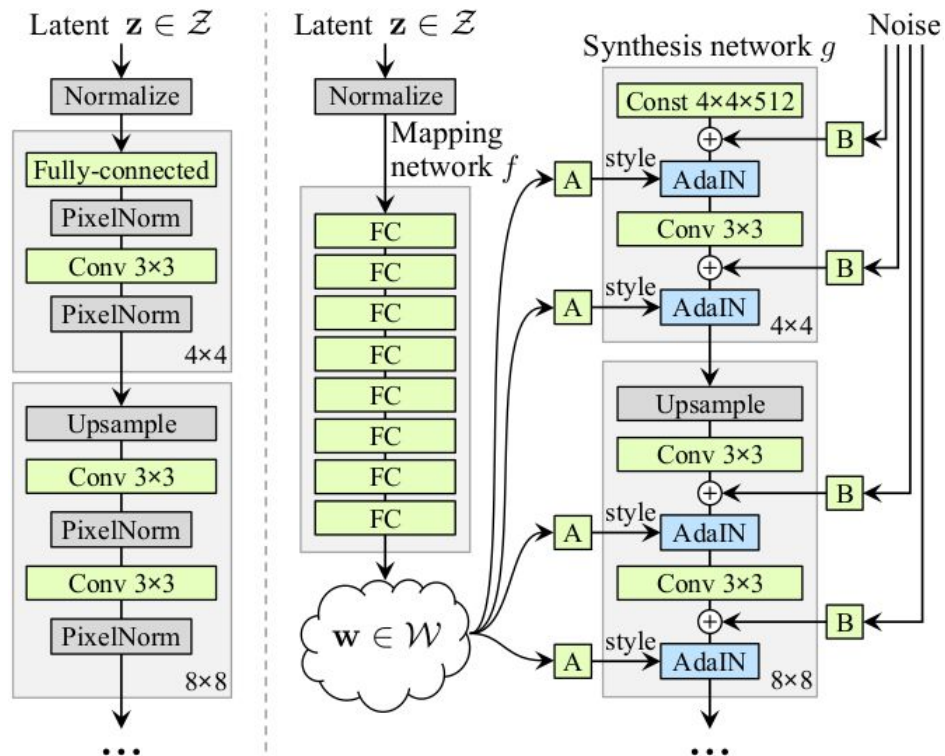 Latent z ∈ Z
Normalize
Fully-connected
PixelNorm
Conv 3×3
PixelNorm
4×4
Upsample
Conv 3×3
PixelNorm
Conv 3×3
PixelNorm
8×8
...
Latent z ∈ Z
Normalize
Mapping
network f
FC
FC
FC
FC
FC
FC
FC
FC
w ∈ W
A
style
A
style
A
style
A
style
Synthesis network g
Const 4×4×512
AdaIN
Conv 3×3
AdaIN
4×4
Upsample
Conv 3×3
AdaIN
Conv 3×3
AdaIN
8×8
...
Noise
B
B
B
B